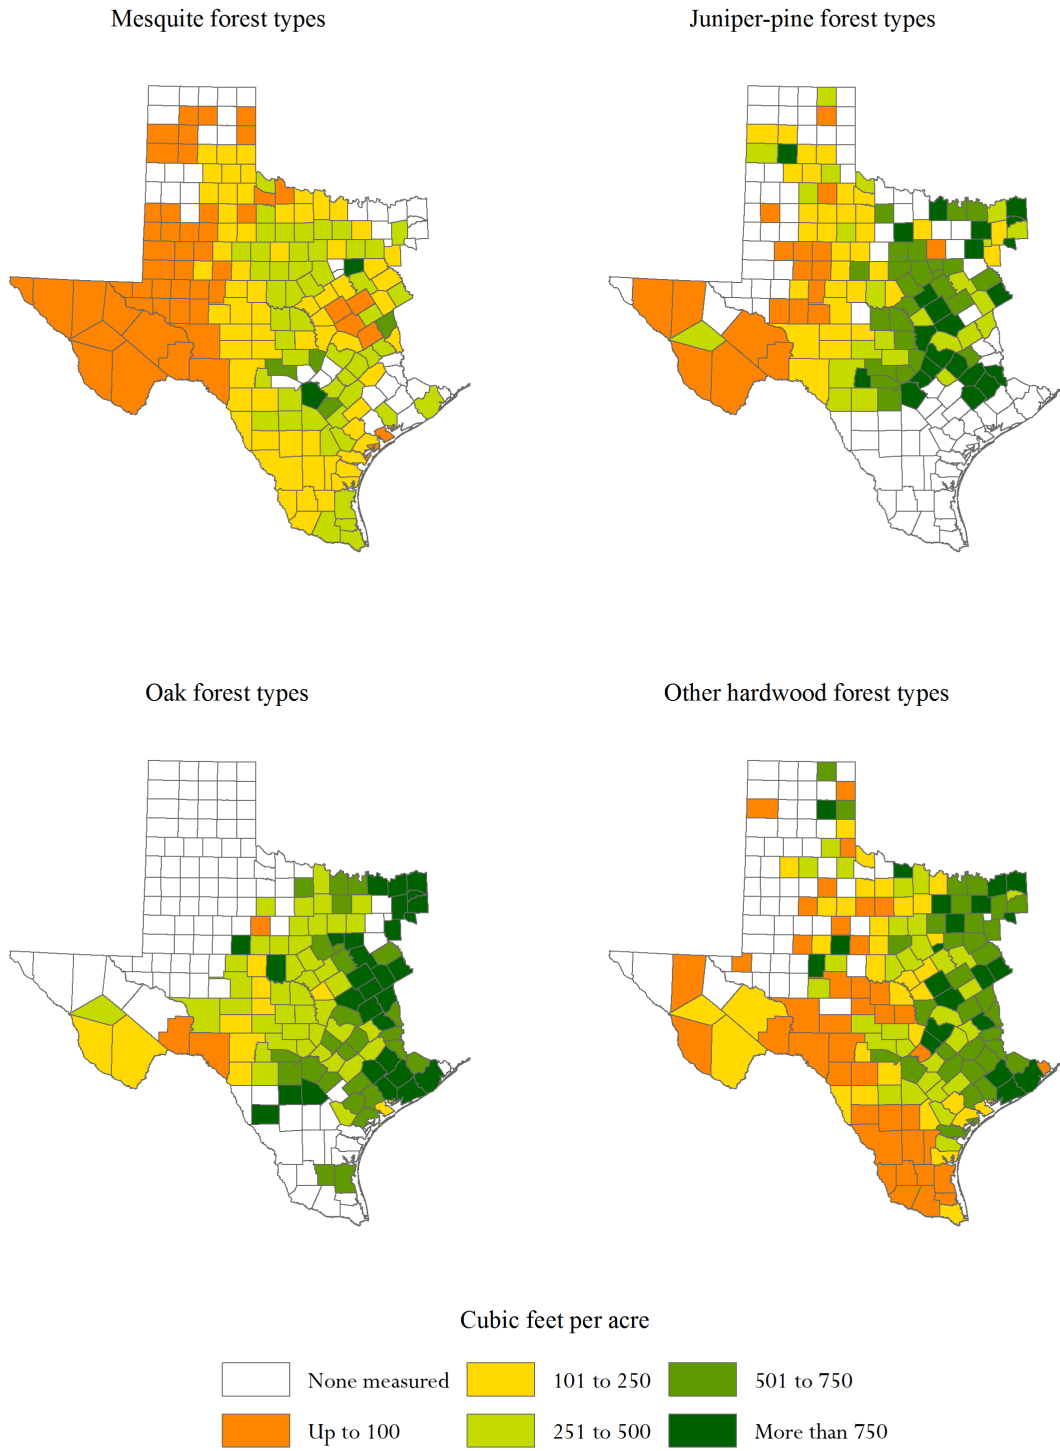 Mesquite forest types
Juniper-pine forest types
Oak forest types
Other hardwood forest types
Cubic feet per acre
None measured
101 to 250
501 to 750
Up to 100
251 to 500
More than 750